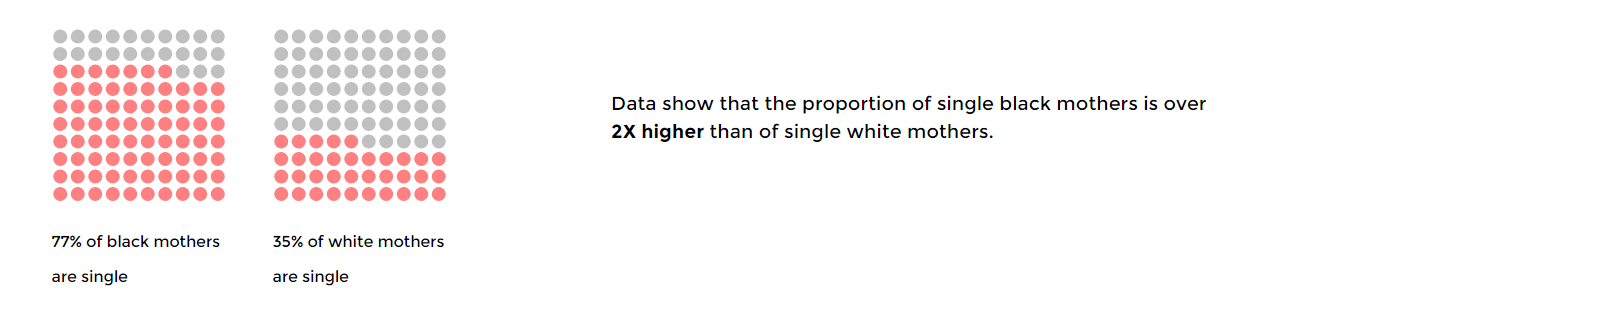 77% of black mothers
are single
35% of white mothers
are single
Data show that the proportion of single black mothers is over
2X higher than of single white mothers.